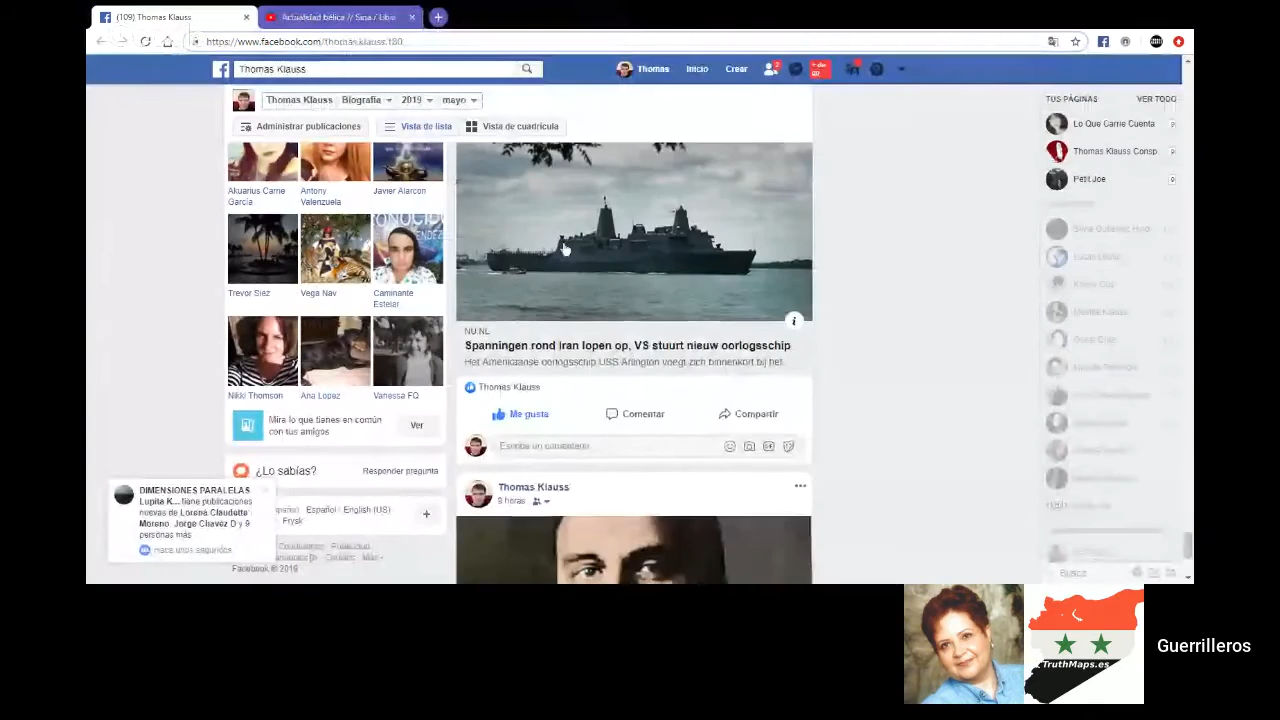 (109) Thomas Klauss
Actualidad bélica // Siria / Libia
https://www.facebook.com/thomas.klauss.180
Thomas Klauss
Thomas
Inicio
Crear
2
Thomas Klauss
Biografía
2019
mayo
Administrar publicaciones
Vista de lista
Vista de cuadrícula
Akuarius Carrie
García
Antony
Valenzuela
Javier Alarcon
Trevor Siez
Vega Nav
Caminante
Estelar
Nikki Thomson
Ana Lopez
Vanessa FQ
Mira lo que tienes en común
con tus amigos
Ver
¿Lo sabías?
Responder pregunta
Español · English (US)
Frysk
Facebook © 2019
DIMENSIONES PARALELAS
Lupita K... tiene publicaciones
nuevas de Lorena Claudette
Moreno, Jorge Chavez D y 9
personas más
Hace unos segundos
NU.NL
Spanningen rond Iran lopen op, VS stuurt nieuw oorlogsschip
Het Amerikaanse oorlogsschip USS Arlington voegt zich binnenkort bij het
Thomas Klauss
Me gusta
Comentar
Compartir
Escribe un comentario
Thomas Klauss
9 horas
TUS PÁGINAS
VER TODO
Lo Que Carrie Cuenta
Thomas Klauss Consp
Petit Joe
Busca
TruthMaps.es
Guerrilleros